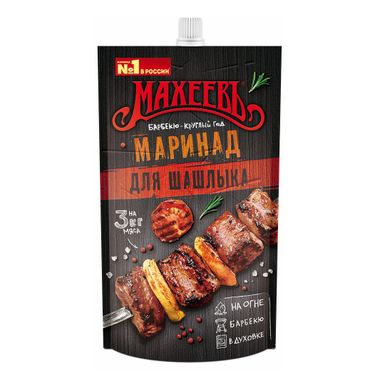 №1 В РОССИИ
МАХЕЕВЪ
БАРБЕКЮ - КРУГЛЫЙ ГОД
МАРИНАД
ДЛЯ ШАШЛЫКА
НА
3 КГ
МЯСА
НА ОГНЕ
БАРБЕКЮ
В ДУХОВКЕ